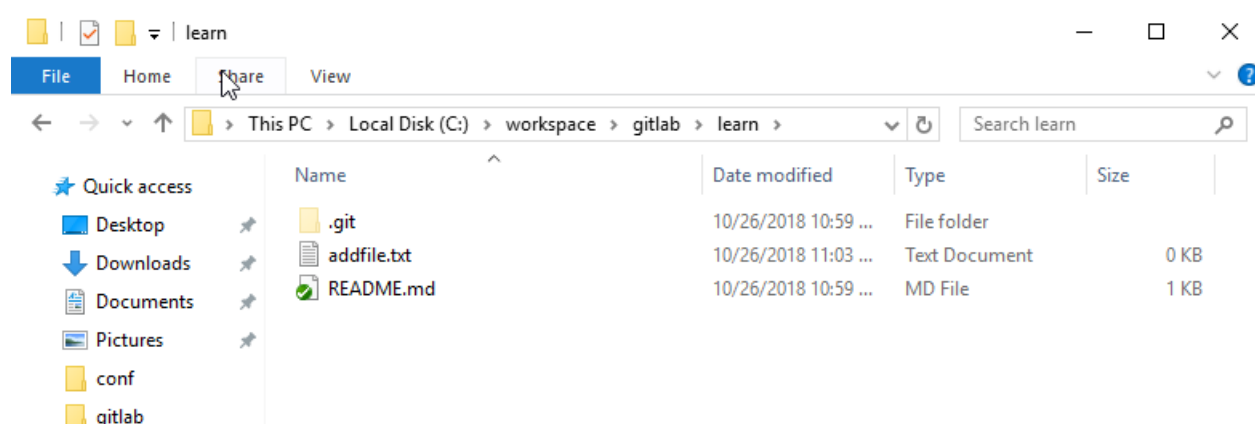 learn
File Home Share View
This PC > Local Disk (C:) > workspace > gitlab > learn >
Search learn
Quick access
Desktop
Downloads
Documents
Pictures
conf
gitlab
Name Date modified Type Size
.git 10/26/2018 10:59 ... File folder
addfile.txt 10/26/2018 11:03 ... Text Document 0 KB
README.md 10/26/2018 10:59 ... MD File 1 KB